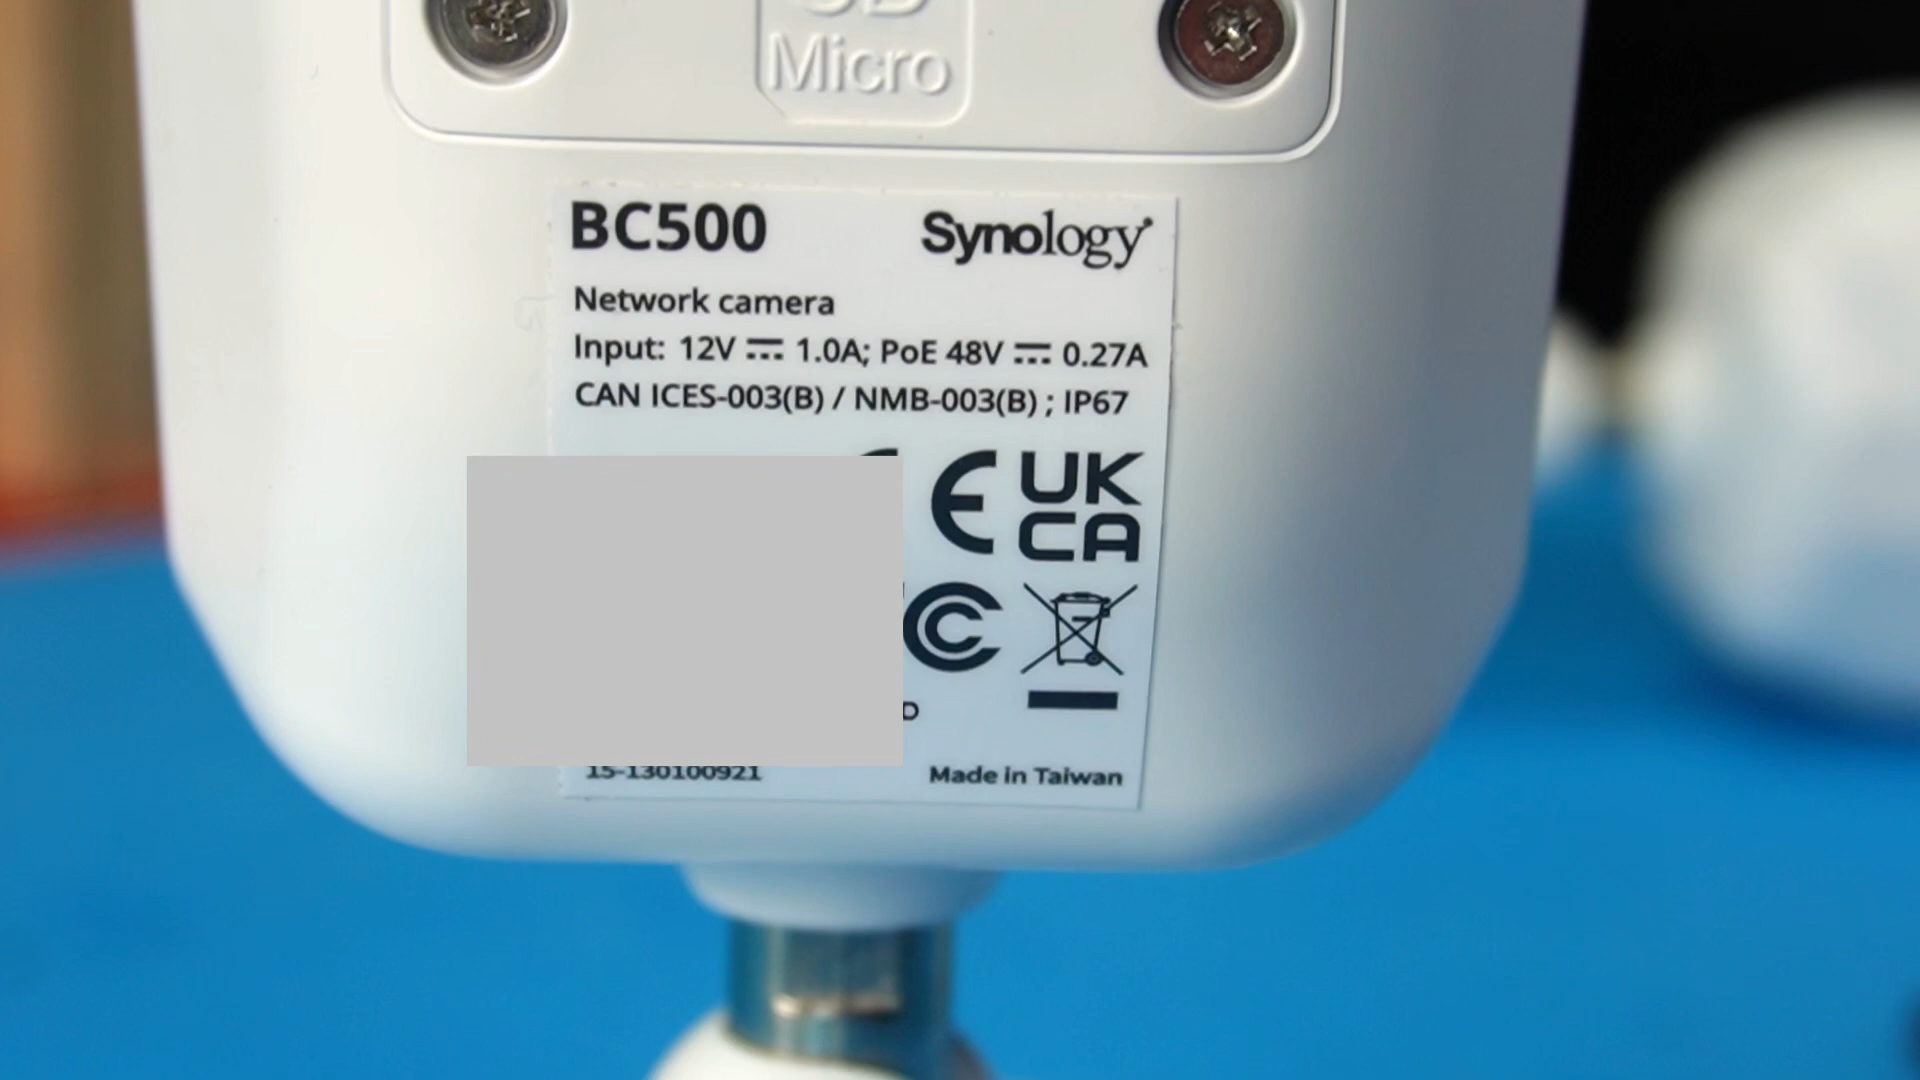 Micro
BC500 Synology
Network camera
Input: 12V ⎓ 1.0A; PoE 48V ⎓ 0.27A
CAN ICES-003(B) / NMB-003(B) ; IP67
CE UK
CA
15-130100921 Made in Taiwan